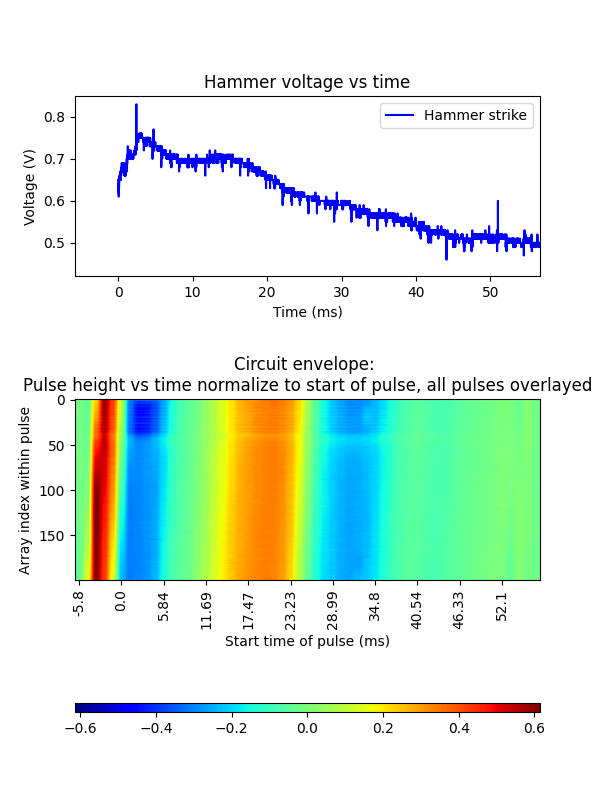 Hammer voltage vs time
Hammer strike
0.8
0.7
0.6
0.5
Voltage (V)
0 10 20 30 40 50
Time (ms)
Circuit envelope:
Pulse height vs time normalize to start of pulse, all pulses overlayed
0
50
100
150
Array index within pulse
-5.8 0.0 5.84 11.69 17.47 23.23 28.99 34.8 40.54 46.33 52.1
Start time of pulse (ms)
−0.6 −0.4 −0.2 0.0 0.2 0.4 0.6